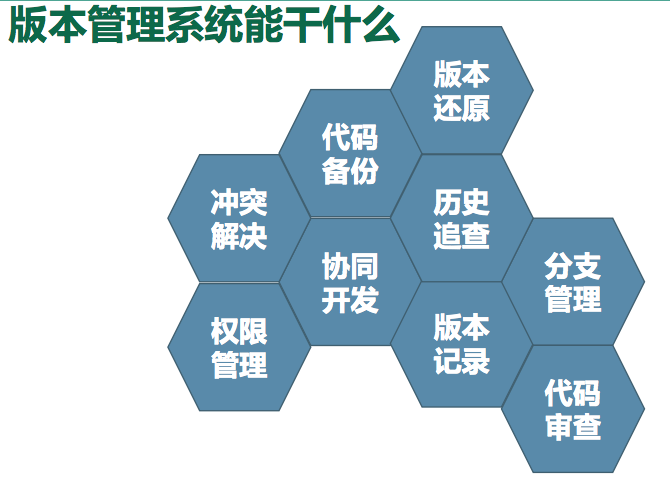 版本管理系统能干什么
版本
还原
代码
备份
冲突
解决
历史
追查
协同
开发
分支
管理
权限
管理
版本
记录
代码
审查